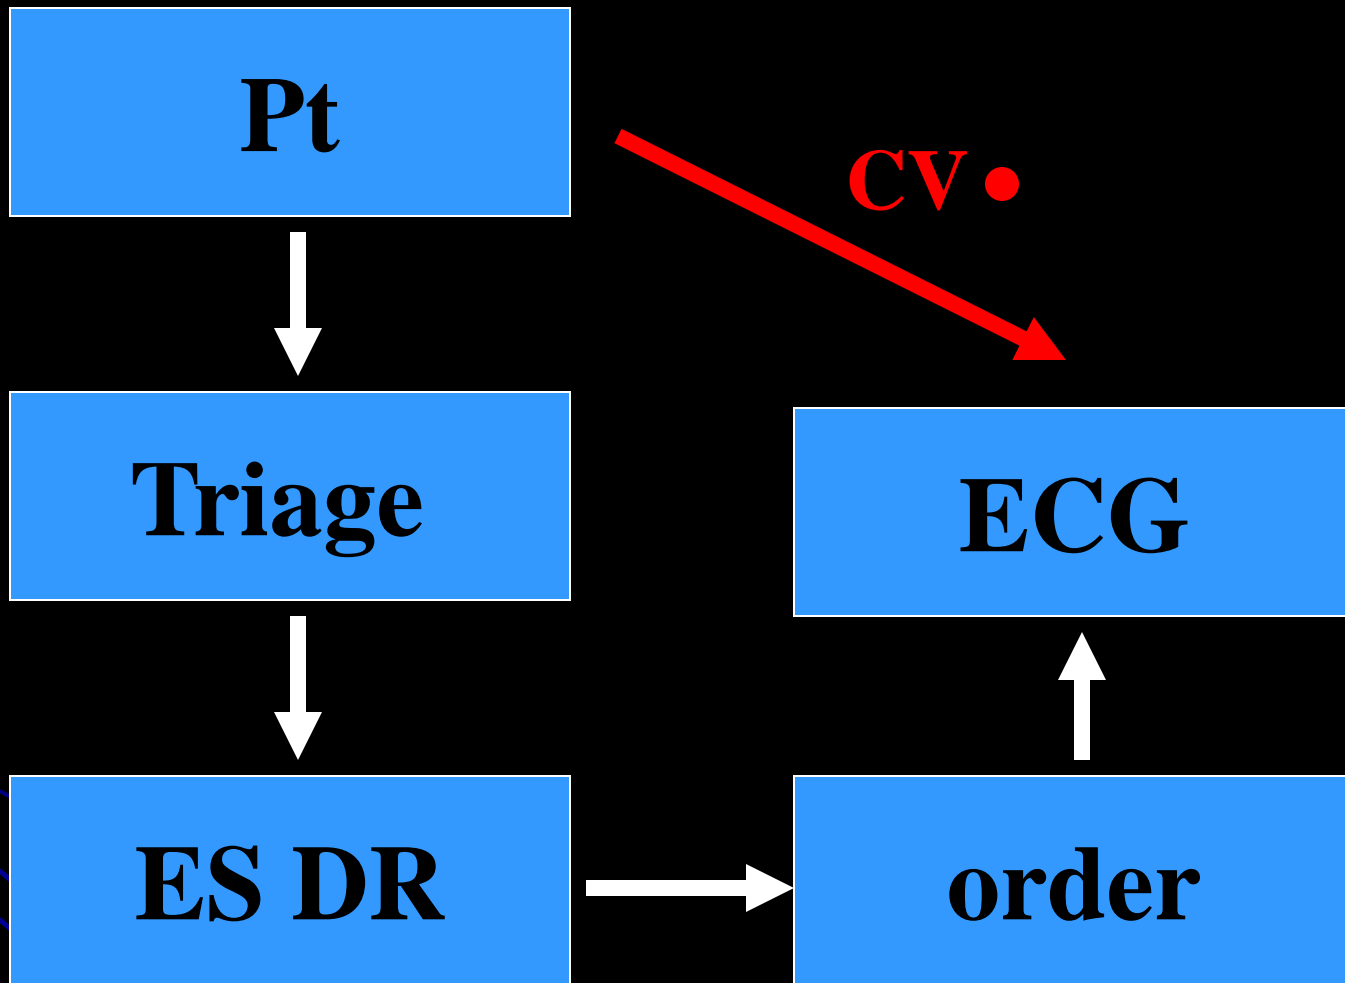 Pt
CV●
Triage
ECG
ES DR
order